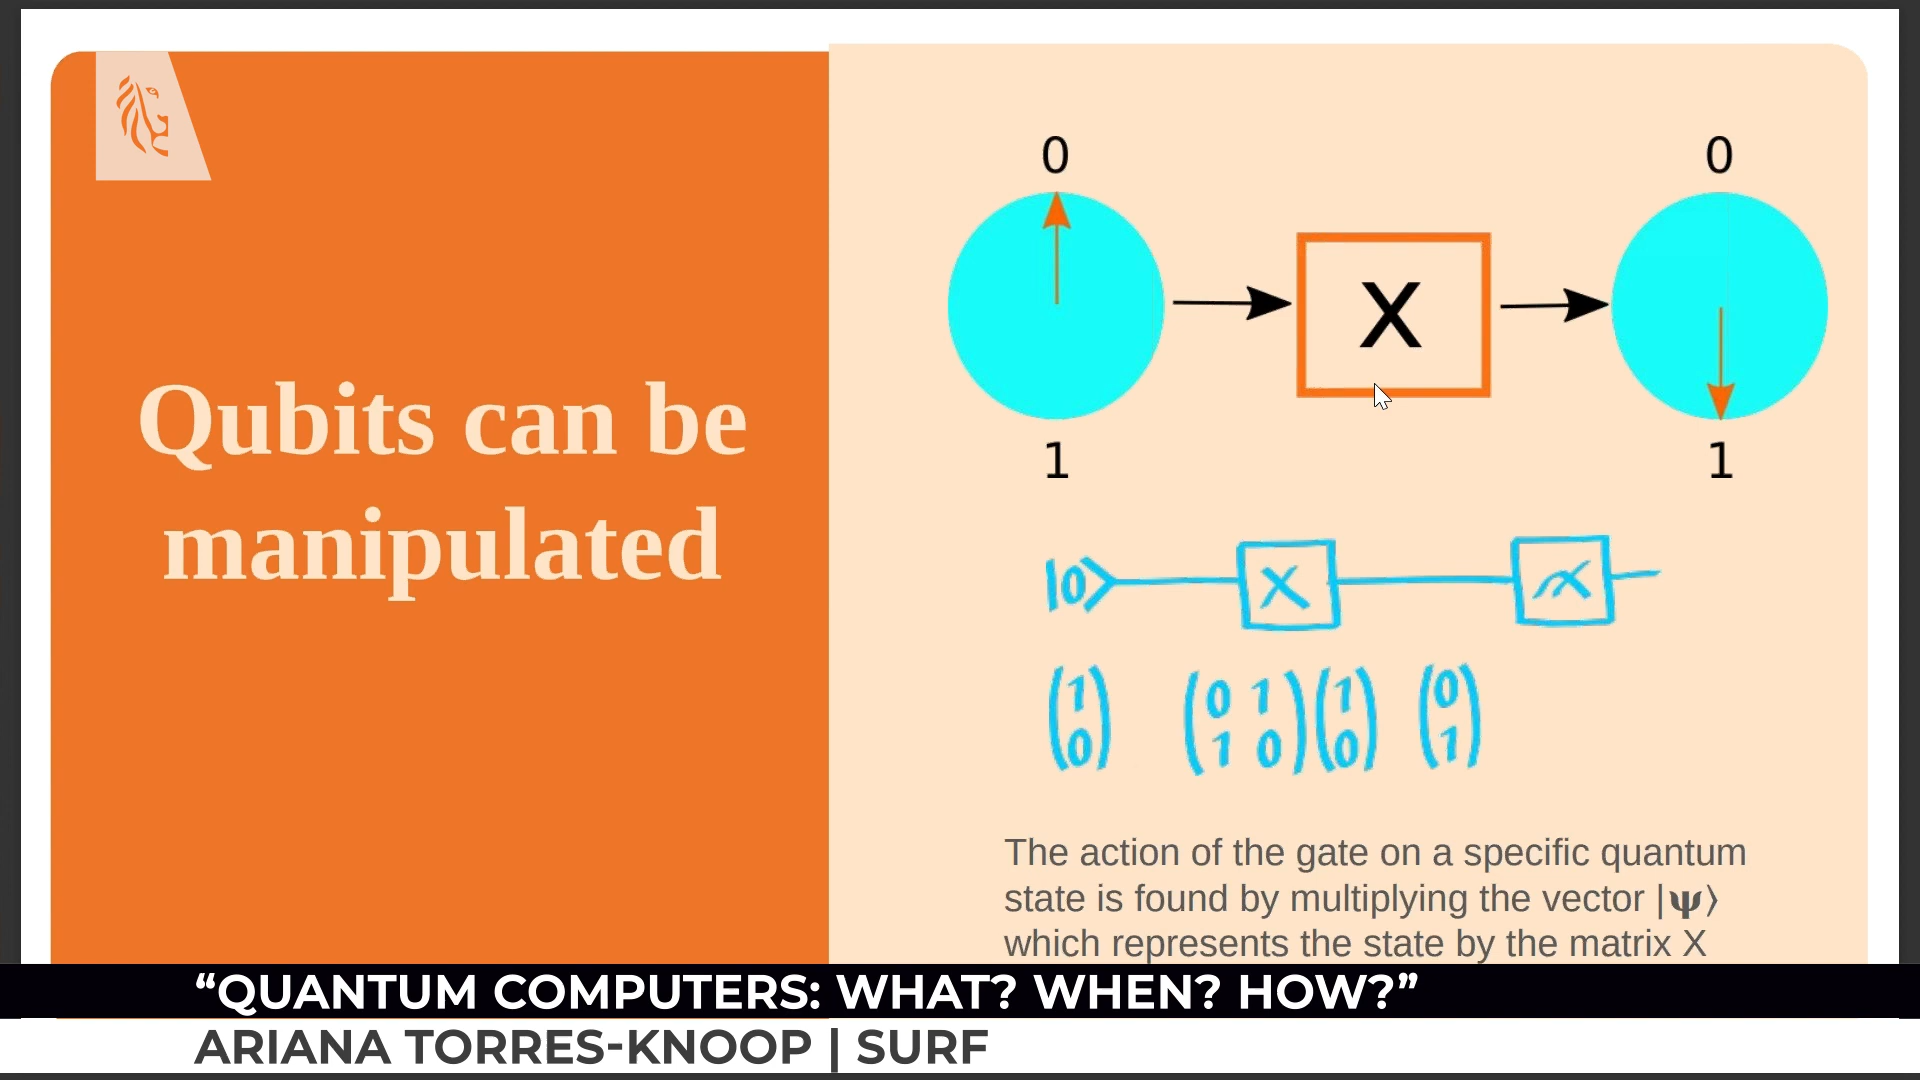 Qubits can be
manipulated
0 0
X
1 1
|0⟩ X
(1 0) (0 1 1 0) (1 0) (0 1)
The action of the gate on a specific quantum
state is found by multiplying the vector |ψ⟩
which represents the state by the matrix X
“QUANTUM COMPUTERS: WHAT? WHEN? HOW?”
ARIANA TORRES-KNOOP | SURF